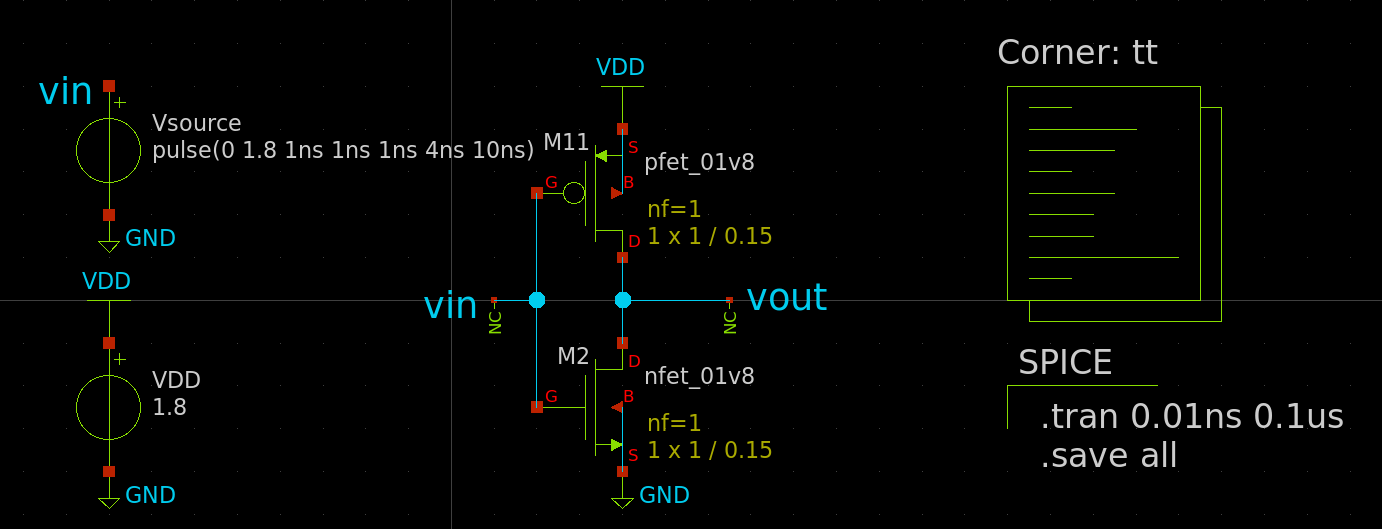 vin
+
Vsource
pulse(0 1.8 1ns 1ns 1ns 4ns 10ns)
GND
VDD
+
VDD
1.8
GND
VDD
M11
S
pfet_01v8
G
B
nf=1
1 x 1 / 0.15
D
vin
NC
NC
vout
M2
D
nfet_01v8
G
B
nf=1
1 x 1 / 0.15
S
GND
Corner: tt
SPICE
.tran 0.01ns 0.1us
.save all